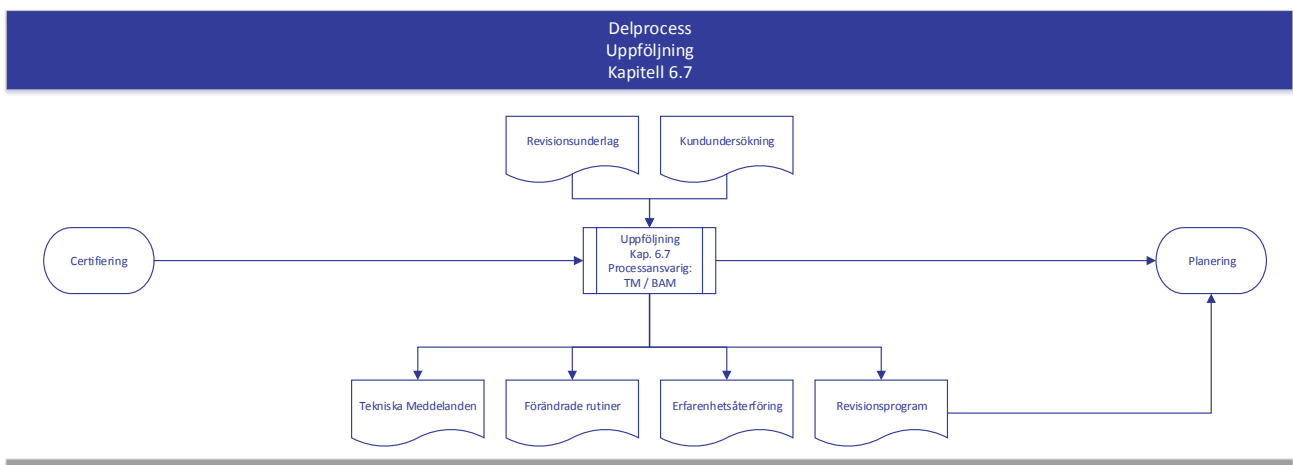 Delprocess
Uppföljning
Kapitell 6.7
Revisionsunderlag
Kundundersökning
Certifiering
Uppföljning
Kap. 6.7
Processansvarig:
TM / BAM
Planering
Tekniska Meddelanden
Förändrade rutiner
Erfarenhetsåterföring
Revisionsprogram